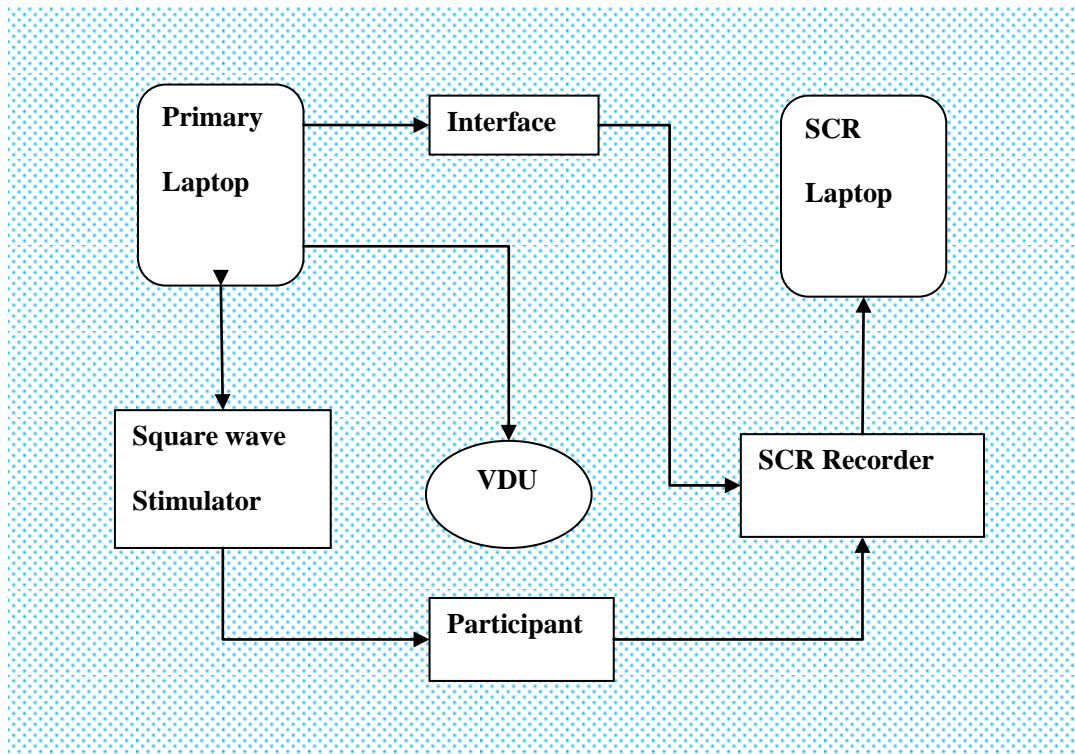 Primary
Laptop
Interface
SCR
Laptop
Square wave
Stimulator
VDU
SCR Recorder
Participant